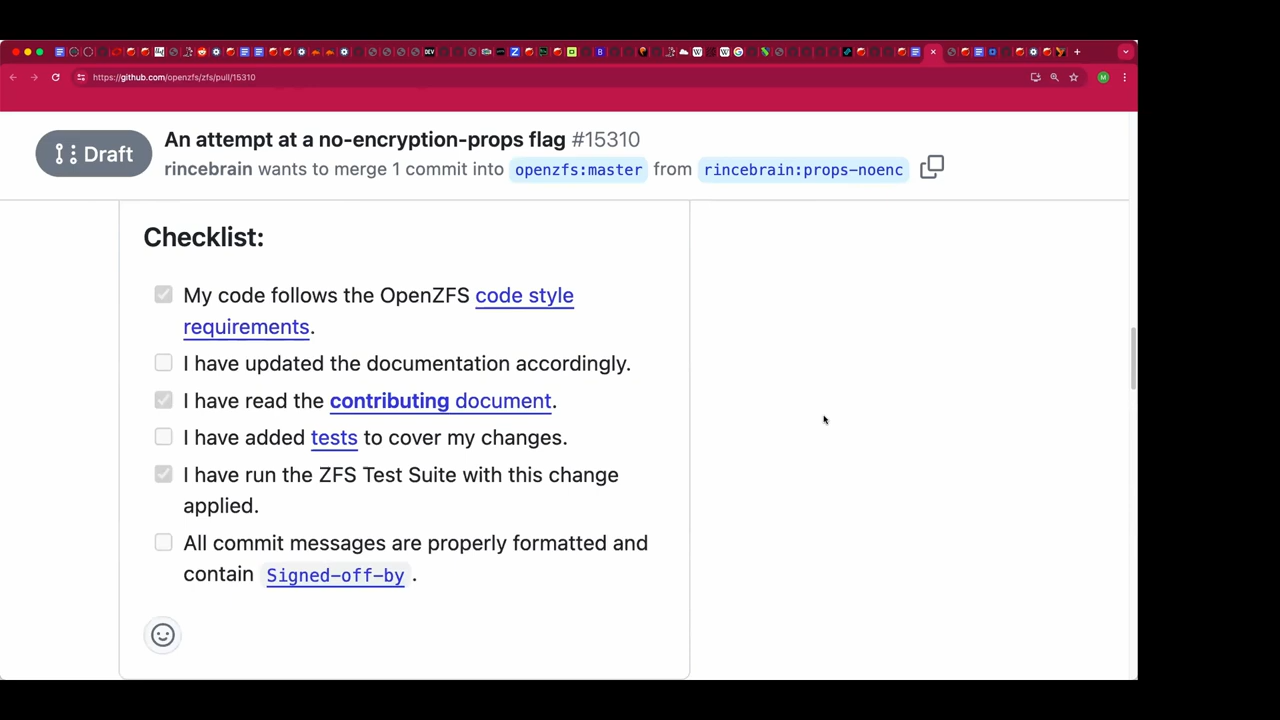 https://github.com/openzfs/zfs/pull/15310
An attempt at a no-encryption-props flag #15310
Draft
rincebrain wants to merge 1 commit into openzfs:master from rincebrain:props-noenc
Checklist:
My code follows the OpenZFS code style
requirements.
I have updated the documentation accordingly.
I have read the contributing document.
I have added tests to cover my changes.
I have run the ZFS Test Suite with this change
applied.
All commit messages are properly formatted and
contain Signed-off-by .